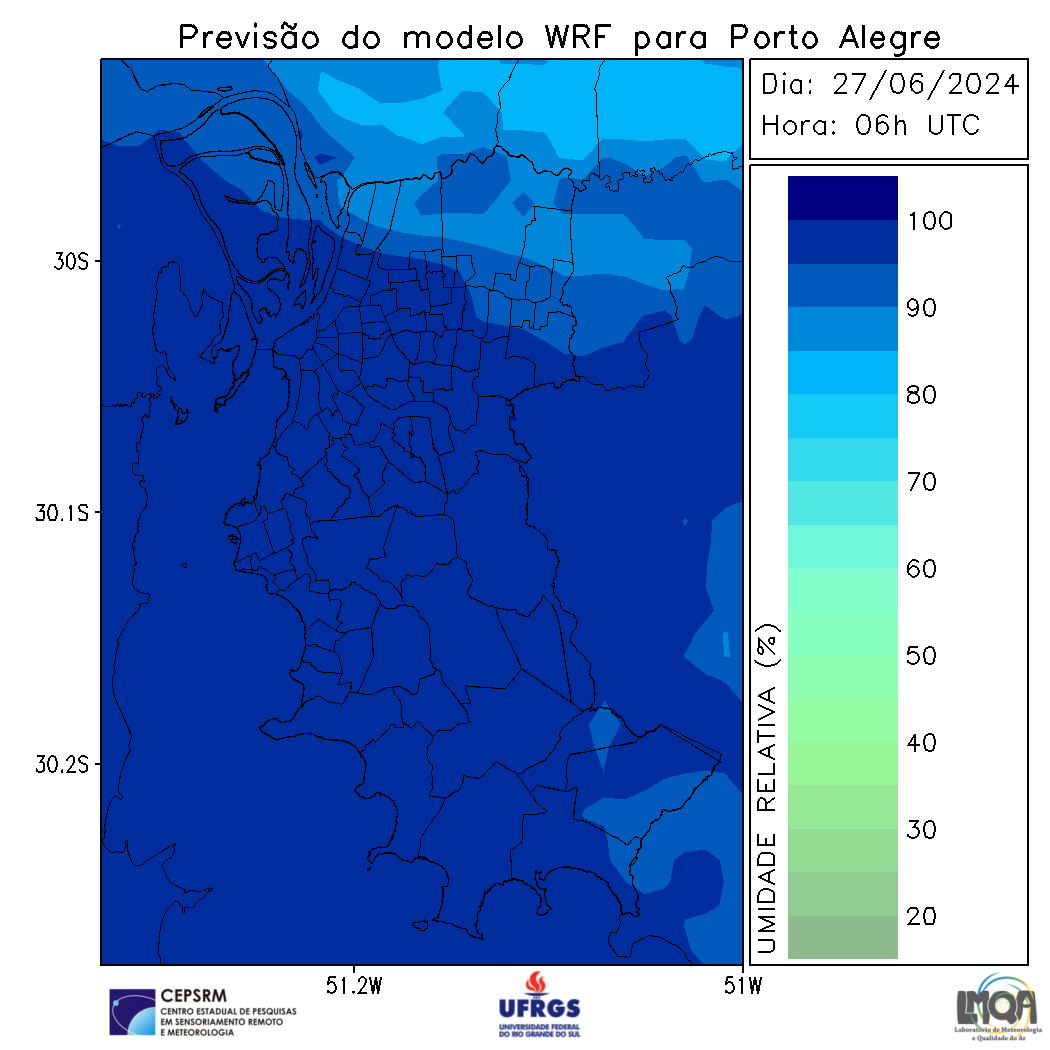 Previsão do modelo WRF para Porto Alegre
Dia: 27/06/2024
Hora: 06h UTC
100
90
80
70
60
50
40
30
20
UMIDADE RELATIVA (%)
30S
30.1S
30.2S
51.2W
51W
CEPSRM
CENTRO ESTADUAL DE PESQUISAS
EM SENSORIAMENTO REMOTO
E METEOROLOGIA
UFRGS
UNIVERSIDADE FEDERAL
DO RIO GRANDE DO SUL
LMQA
Laboratório de Meteorologia
e Qualidade do Ar